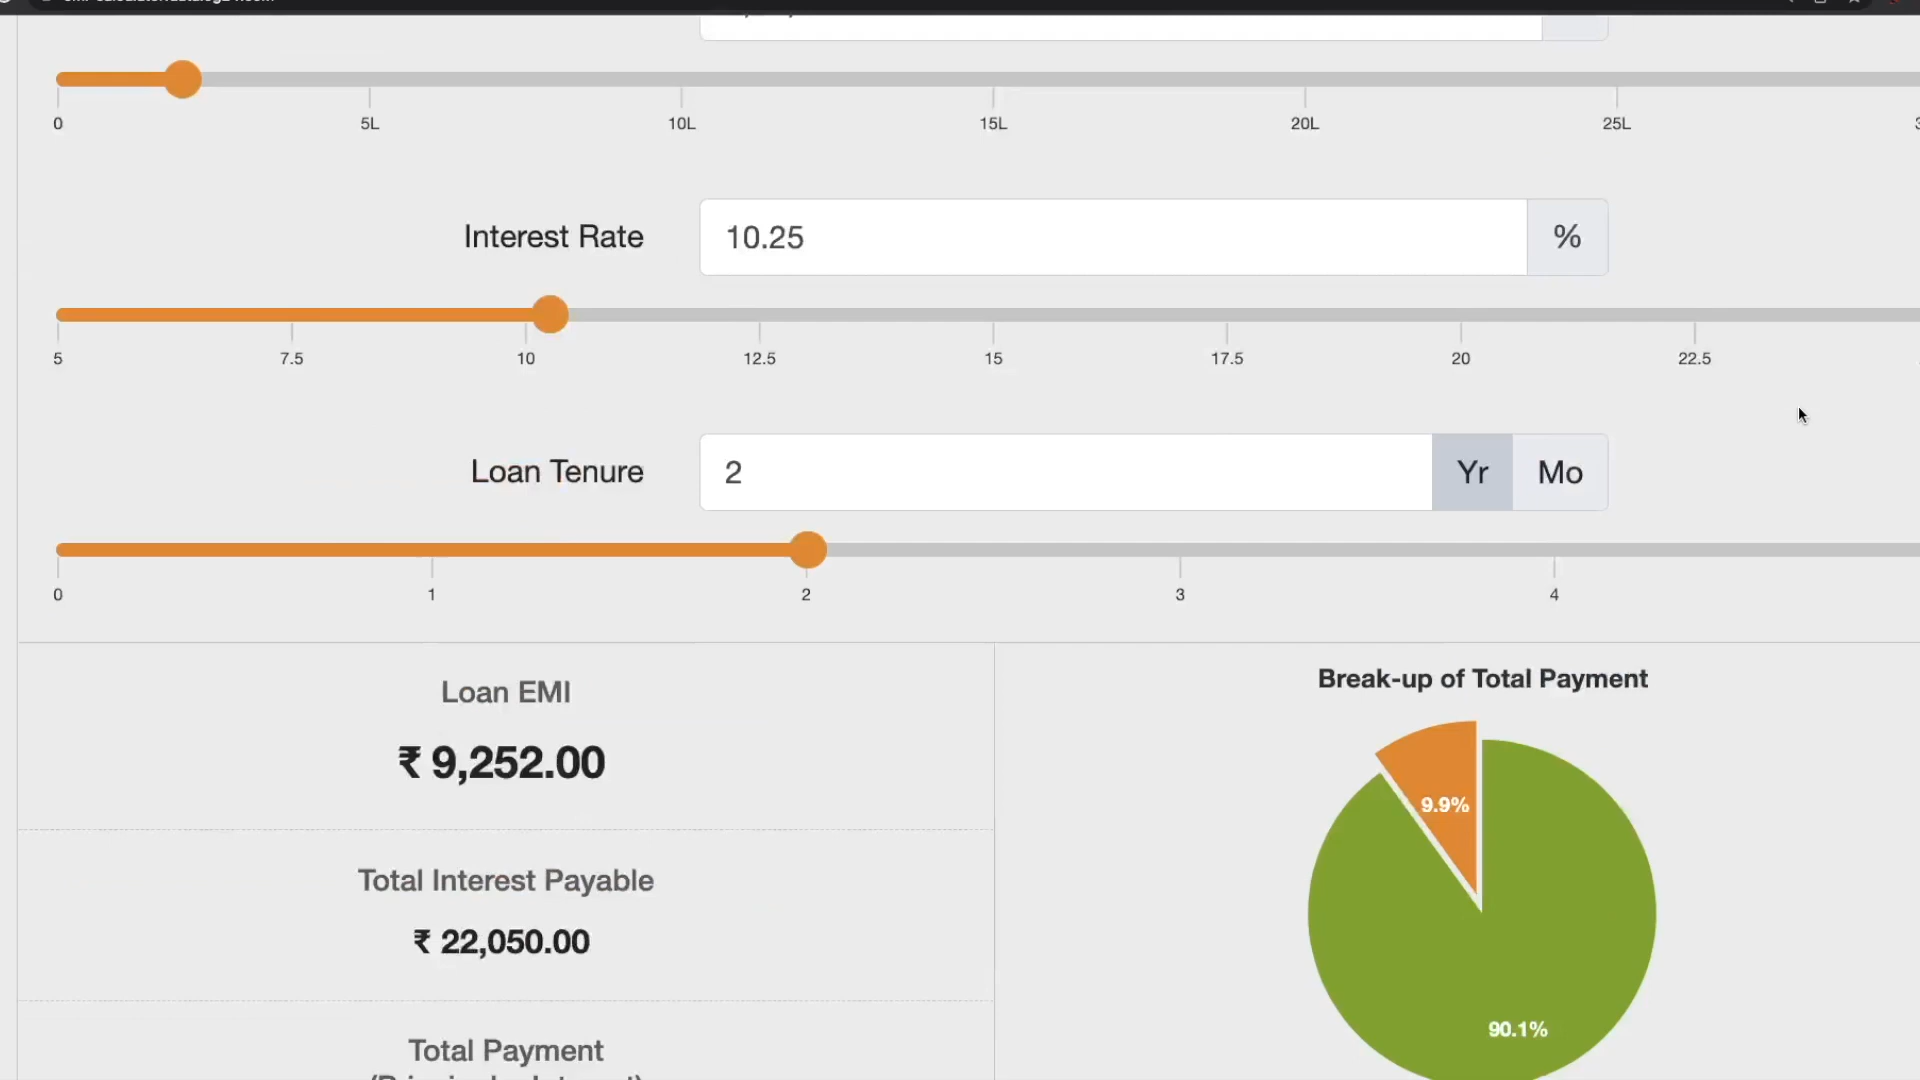 0
5L
10L
15L
20L
25L
Interest Rate
10.25
%
5
7.5
10
12.5
15
17.5
20
22.5
Loan Tenure
2
Yr
Mo
0
1
2
3
4
Loan EMI
₹ 9,252.00
Total Interest Payable
₹ 22,050.00
Total Payment
Break-up of Total Payment
9.9%
90.1%